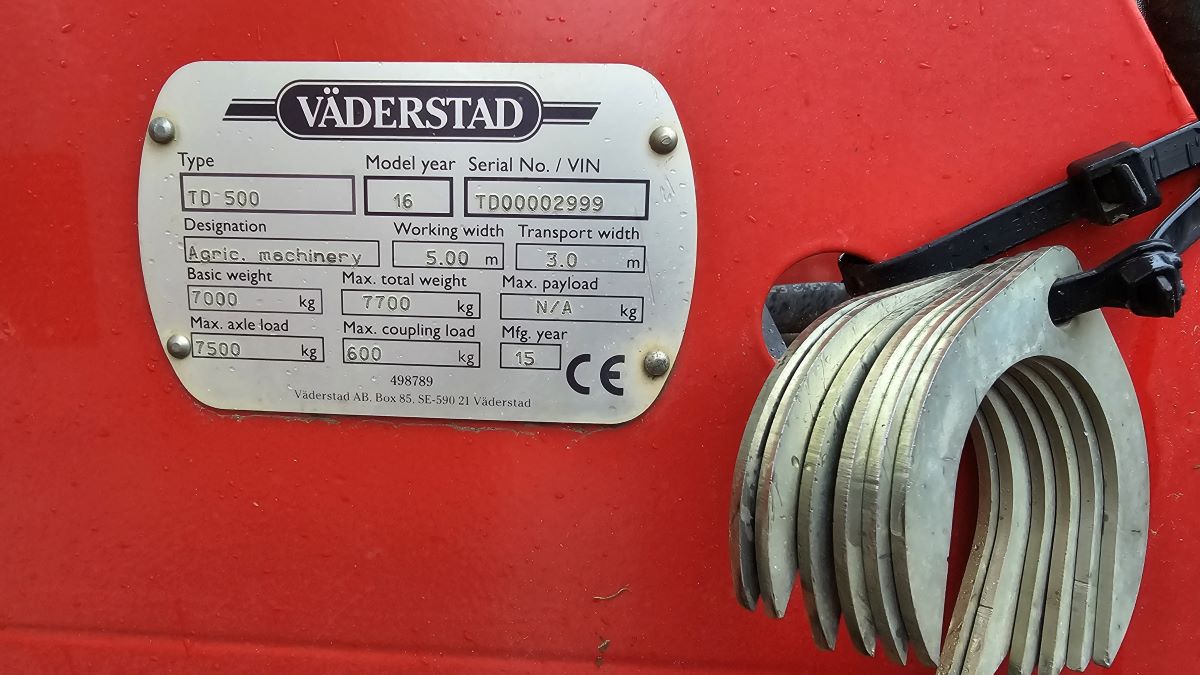 VÄDERSTAD
Type Model year Serial No. / VIN
TD 500 16 TD00002999
Designation Working width Transport width
Agric. machinery 5.00 m 3.0 m
Basic weight Max. total weight Max. payload
7000 kg 7700 kg N/A kg
Max. axle load Max. coupling load Mfg. year
7500 kg 600 kg 15 CE
498789
Väderstad AB. Box 85. SE-590 21 Väderstad